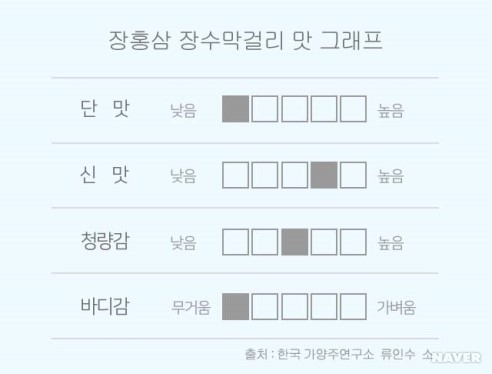 장홍삼 장수막걸리 맛 그래프
단 맛 낮음 높음
신 맛 낮음 높음
청량감 낮음 높음
바디감 무거움 가벼움
출처 : 한국 가양주연구소 류인수 소
NAVER